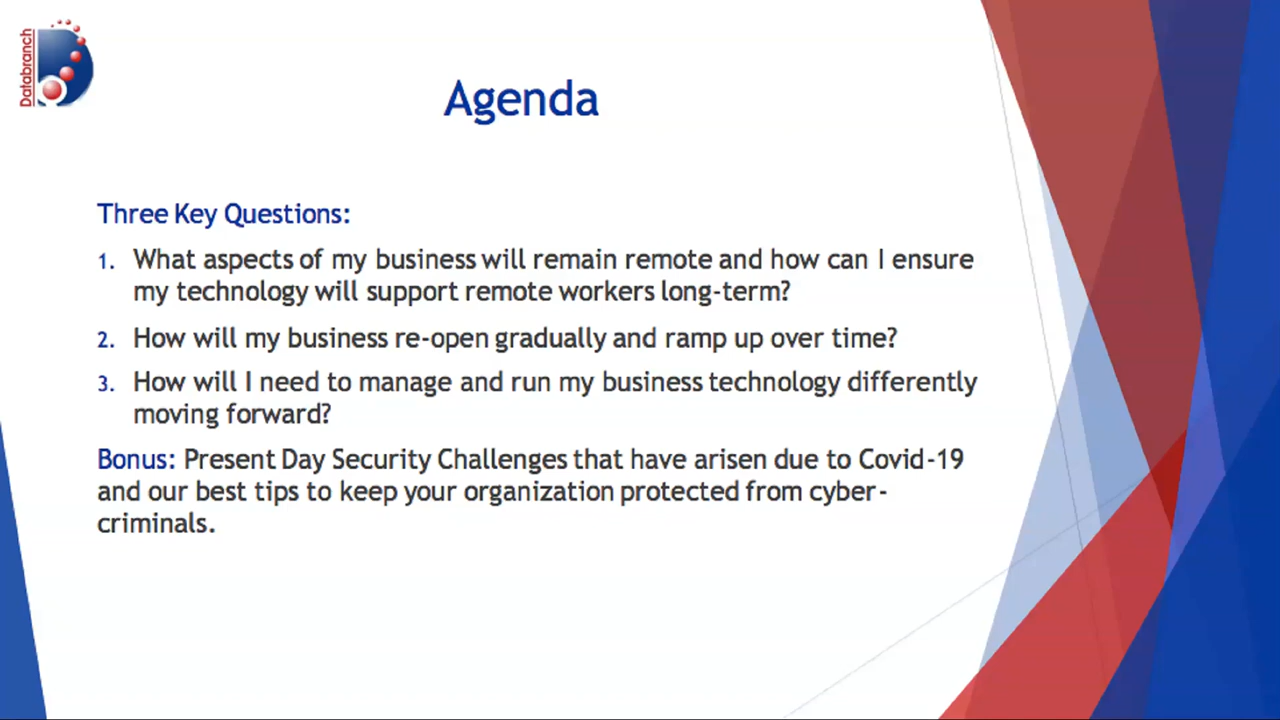 Databranch
Agenda
Three Key Questions:
1. What aspects of my business will remain remote and how can I ensure
my technology will support remote workers long-term?
2. How will my business re-open gradually and ramp up over time?
3. How will I need to manage and run my business technology differently
moving forward?
Bonus: Present Day Security Challenges that have arisen due to Covid-19
and our best tips to keep your organization protected from cyber-
criminals.